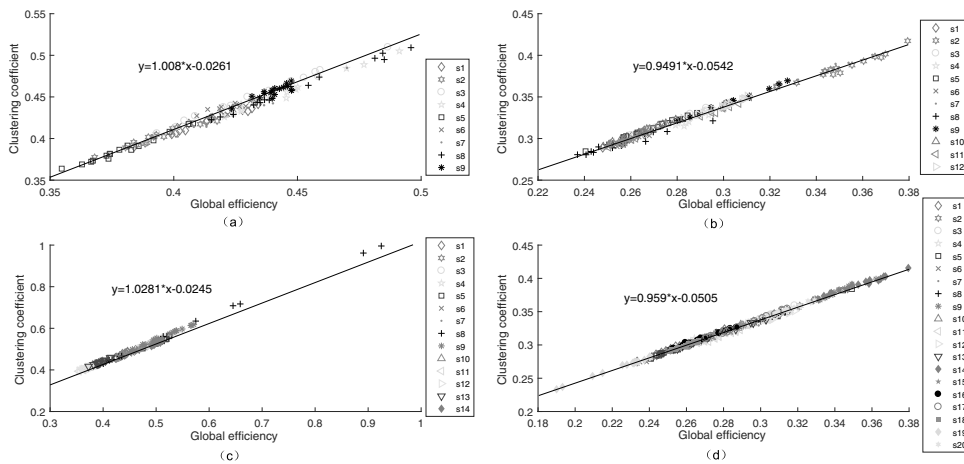 0.55
0.5
0.45
0.4
0.35
0.35
0.4
0.45
0.5
Clustering coefficient
Global efficiency
y=1.008*x-0.0261
s1
s2
s3
s4
s5
s6
s7
s8
s9
(a)
0.45
0.4
0.35
0.3
0.25
0.22
0.24
0.26
0.28
0.3
0.32
0.34
0.36
0.38
Clustering coefficient
Global efficiency
y=0.9491*x-0.0542
s1
s2
s3
s4
s5
s6
s7
s8
s9
s10
s11
s12
(b)
1
0.8
0.6
0.4
0.2
0.3
0.4
0.5
0.6
0.7
0.8
0.9
1
Clustering coefficient
Global efficiency
y=1.0281*x-0.0245
s1
s2
s3
s4
s5
s6
s7
s8
s9
s10
s11
s12
s13
s14
(c)
0.45
0.4
0.35
0.3
0.25
0.2
0.18
0.2
0.22
0.24
0.26
0.28
0.3
0.32
0.34
0.36
0.38
Clustering coefficient
Global efficiency
y=0.959*x-0.0505
s1
s2
s3
s4
s5
s6
s7
s8
s9
s10
s11
s12
s13
s14
s15
s16
s17
s18
s19
s20
(d)